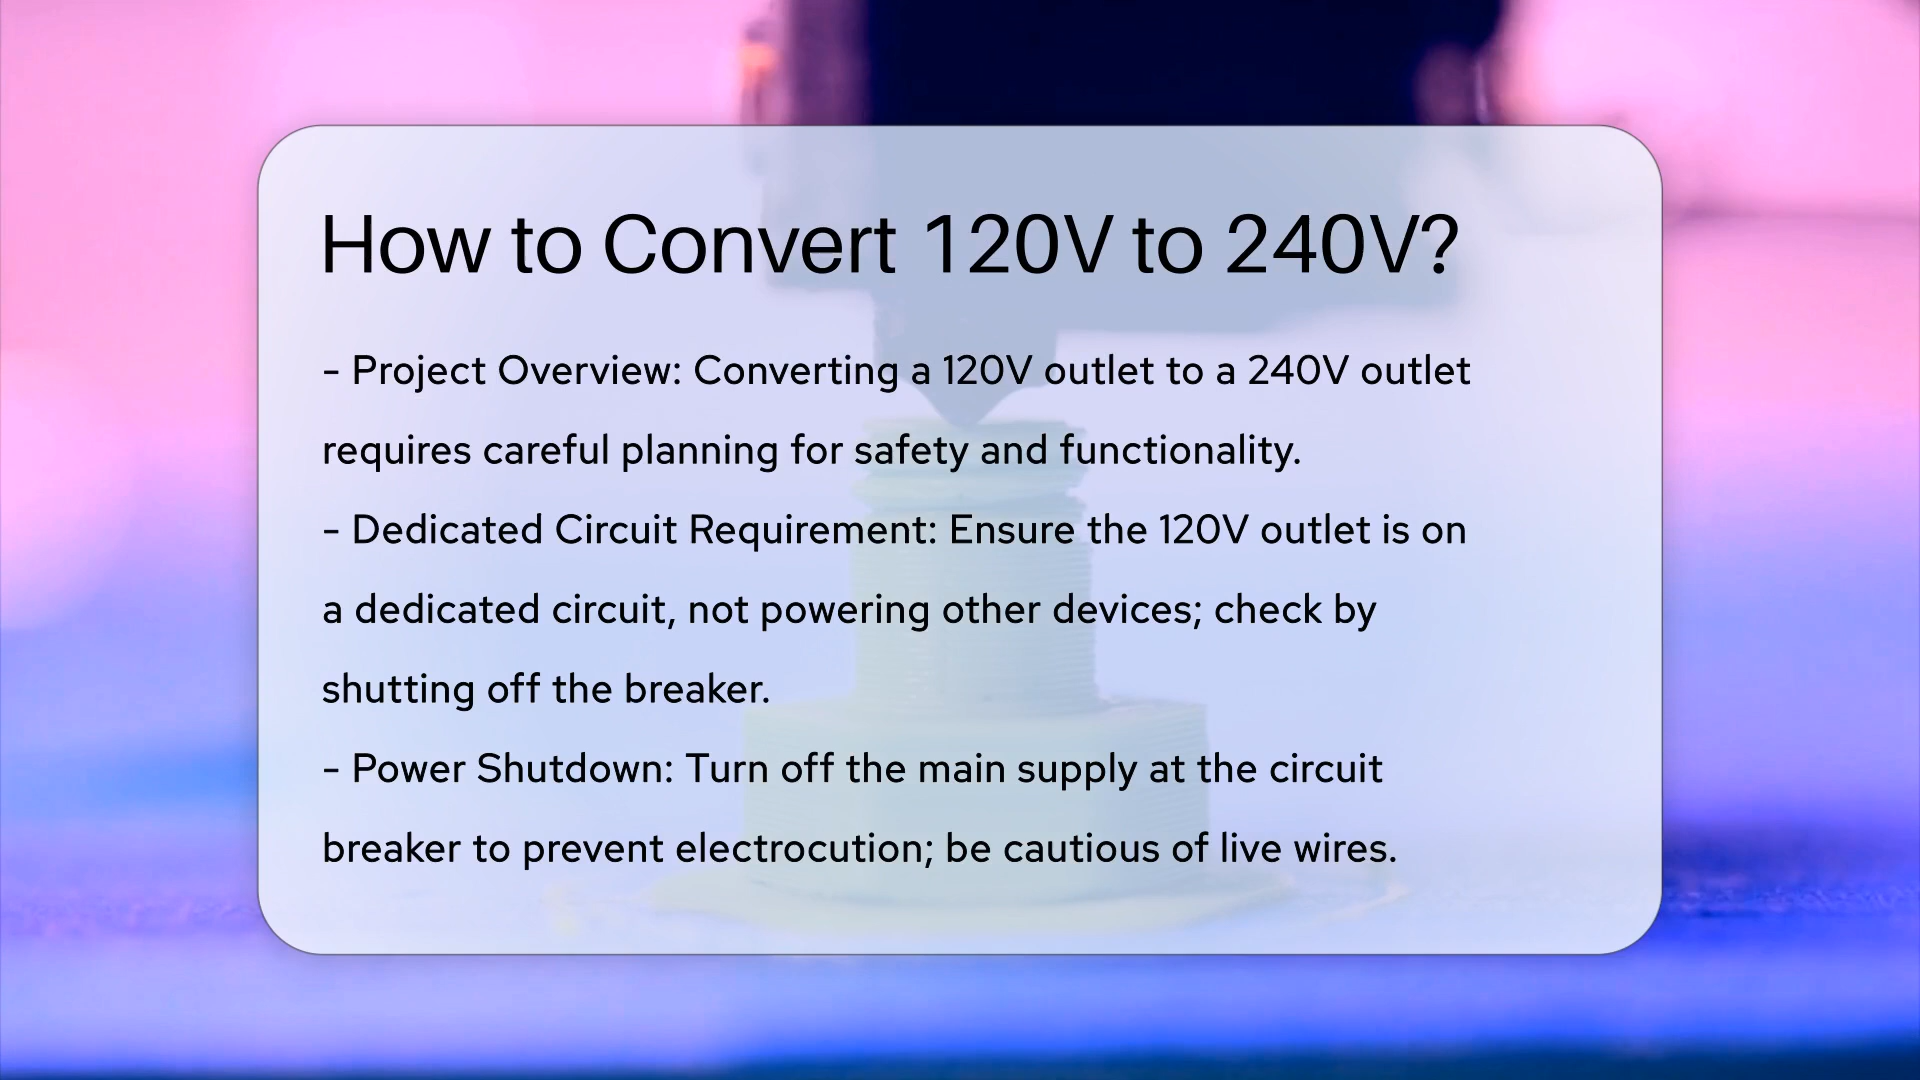 How to Convert 120V to 240V?
- Project Overview: Converting a 120V outlet to a 240V outlet
requires careful planning for safety and functionality.
- Dedicated Circuit Requirement: Ensure the 120V outlet is on
a dedicated circuit, not powering other devices; check by
shutting off the breaker.
- Power Shutdown: Turn off the main supply at the circuit
breaker to prevent electrocution; be cautious of live wires.